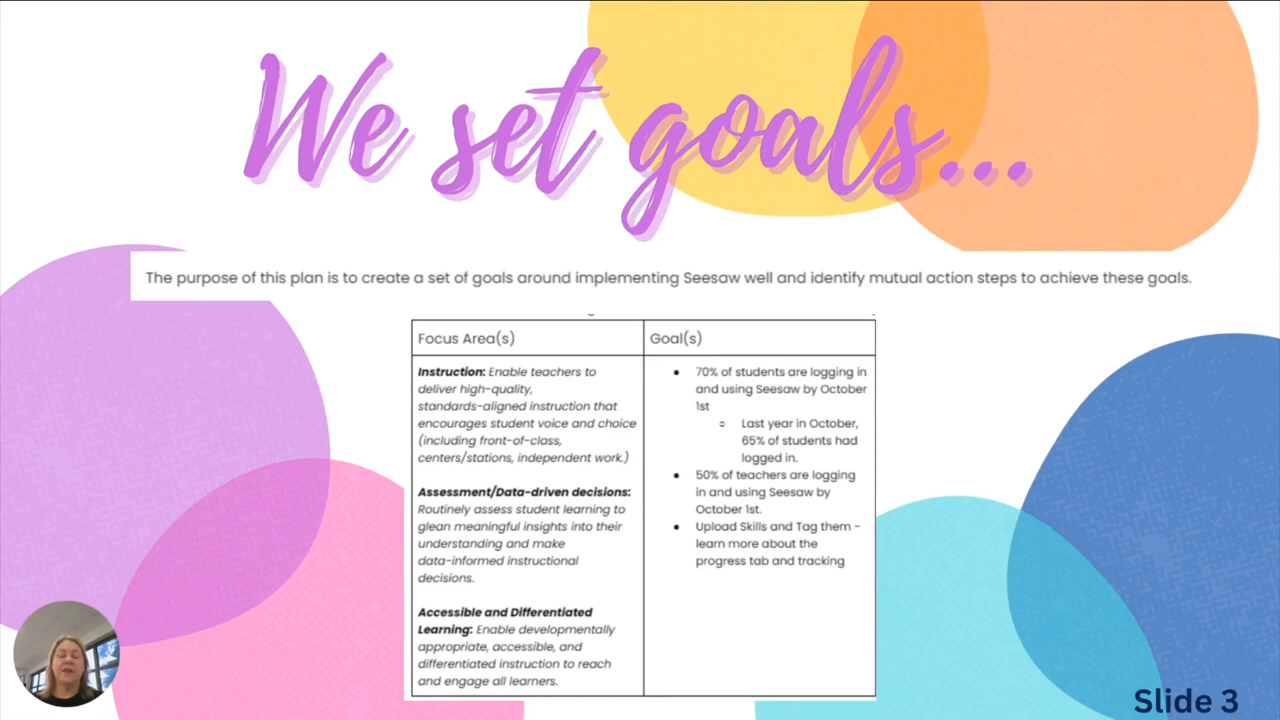 We set goals...
The purpose of this plan is to create a set of goals around implementing Seesaw well and identify mutual action steps to achieve these goals.
Focus Area(s)
Instruction: Enable teachers to
deliver high-quality,
standards-aligned instruction that
encourages student voice and choice
(including front-of-class,
centers/stations, independent work.)
Assessment/Data-driven decisions:
Routinely assess student learning to
glean meaningful insights into their
understanding and make
data-informed instructional
decisions.
Accessible and Differentiated
Learning: Enable developmentally
appropriate, accessible, and
differentiated instruction to reach
and engage all learners.
Goal(s)
• 70% of students are logging in
and using Seesaw by October
1st
○ Last year in October,
65% of students had
logged in.
• 50% of teachers are logging
in and using Seesaw by
October 1st.
• Upload Skills and Tag them -
learn more about the
progress tab and tracking
Slide 3